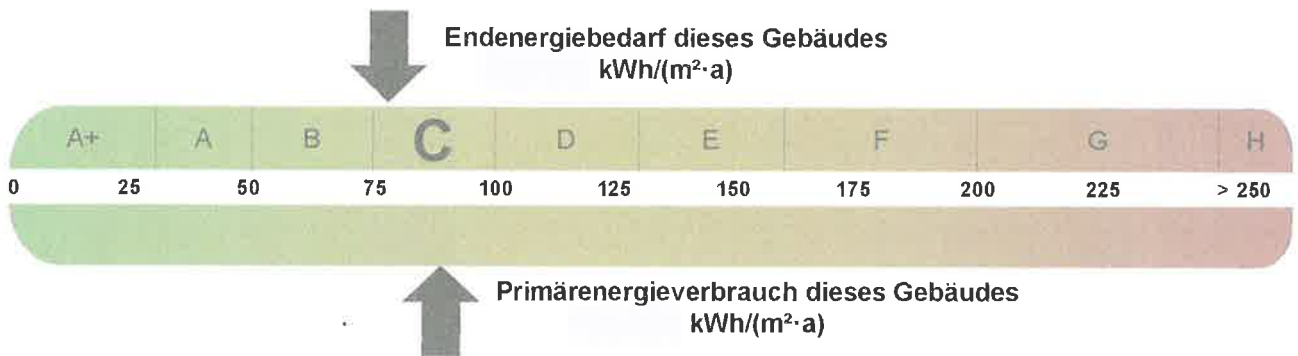 Endenergiebedarf dieses Gebäudes
kWh/(m²·a)
A+ A B C D E F G H
0 25 50 75 100 125 150 175 200 225 > 250
Primärenergieverbrauch dieses Gebäudes
kWh/(m²·a)